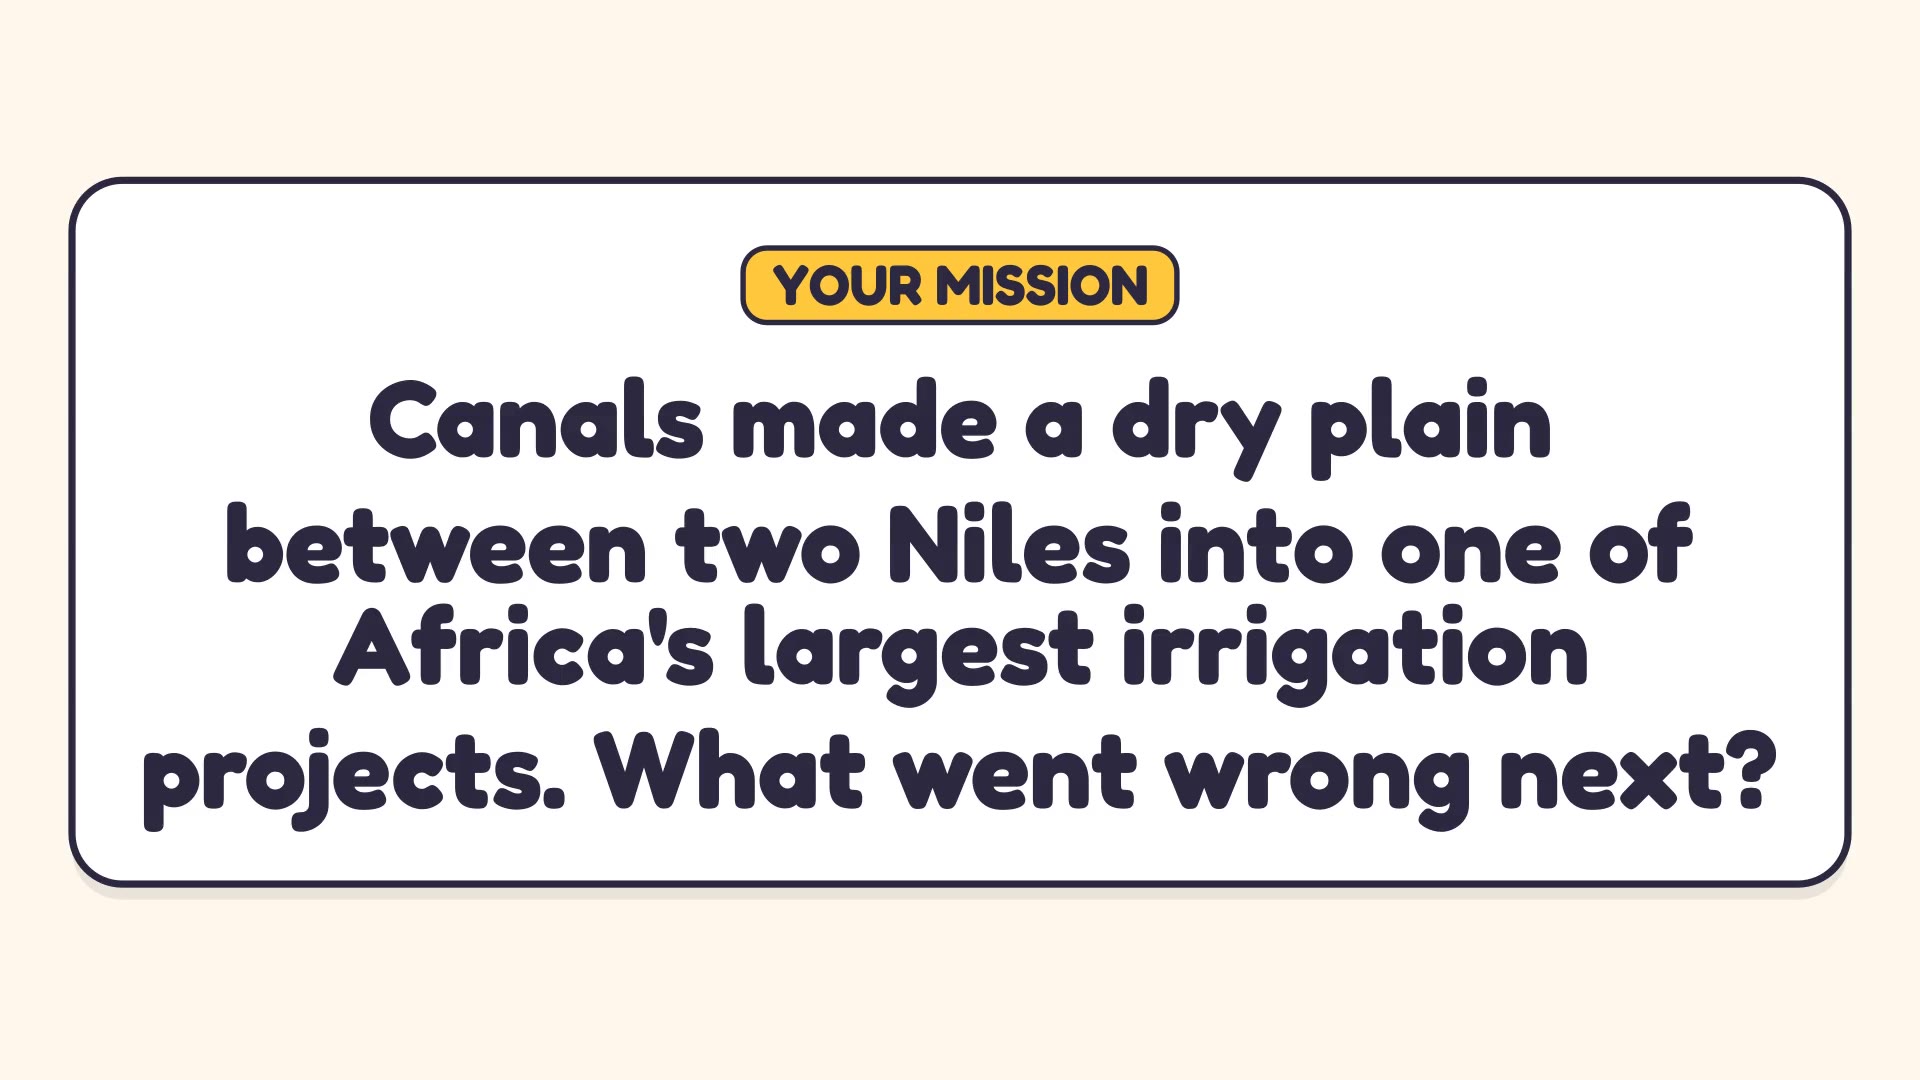 YOUR MISSION
Canals made a dry plain
between two Niles into one of
Africa's largest irrigation
projects. What went wrong next?